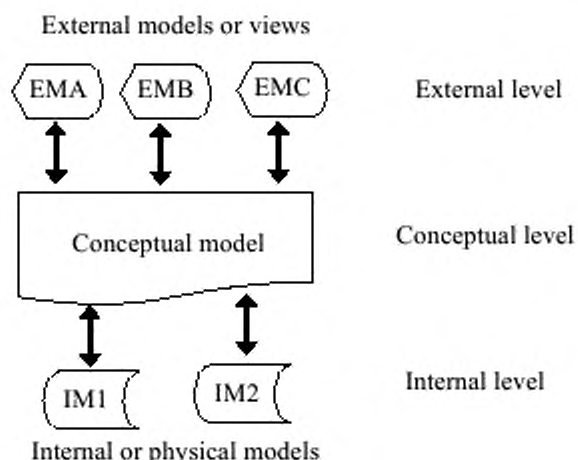 External models or views
EMA EMB EMC External level
Conceptual model Conceptual level
IM1 IM2 Internal level
Internal or physical models